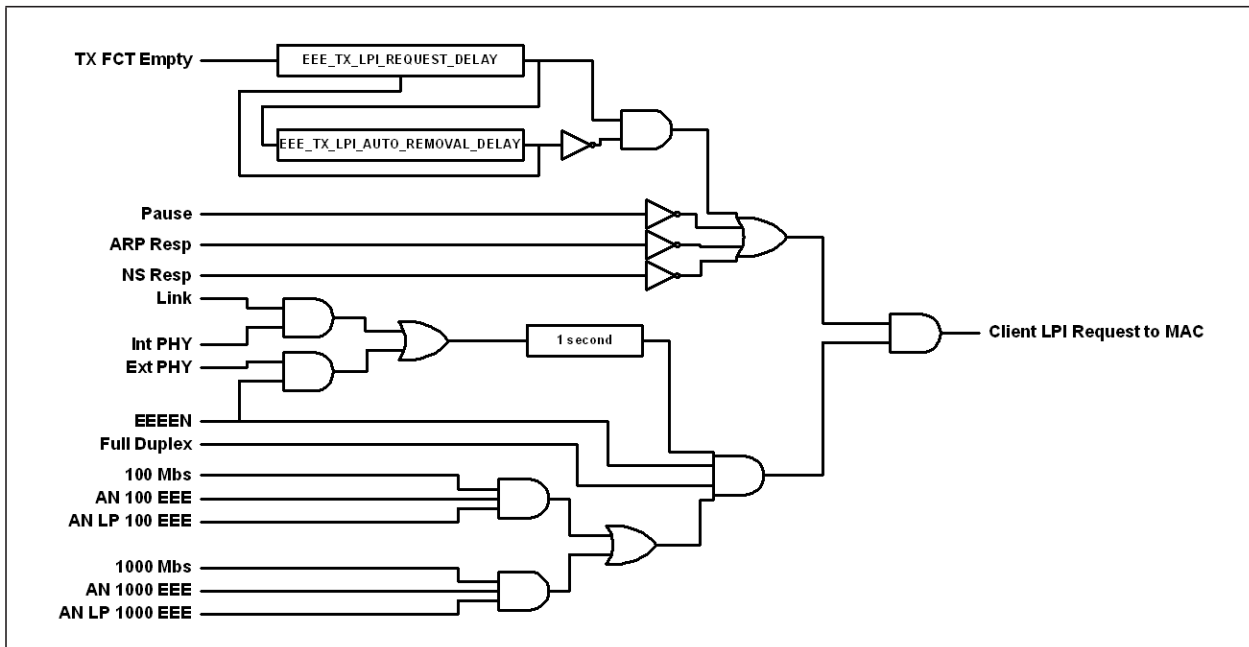 TX FCT Empty
EEE_TX_LPI_REQUEST_DELAY
EEE_TX_LPI_AUTO_REMOVAL_DELAY
Pause
ARP Resp
NS Resp
Link
Int PHY
Ext PHY
1 second
Client LPI Request to MAC
EEEEN
Full Duplex
100 Mbs
AN 100 EEE
AN LP 100 EEE
1000 Mbs
AN 1000 EEE
AN LP 1000 EEE